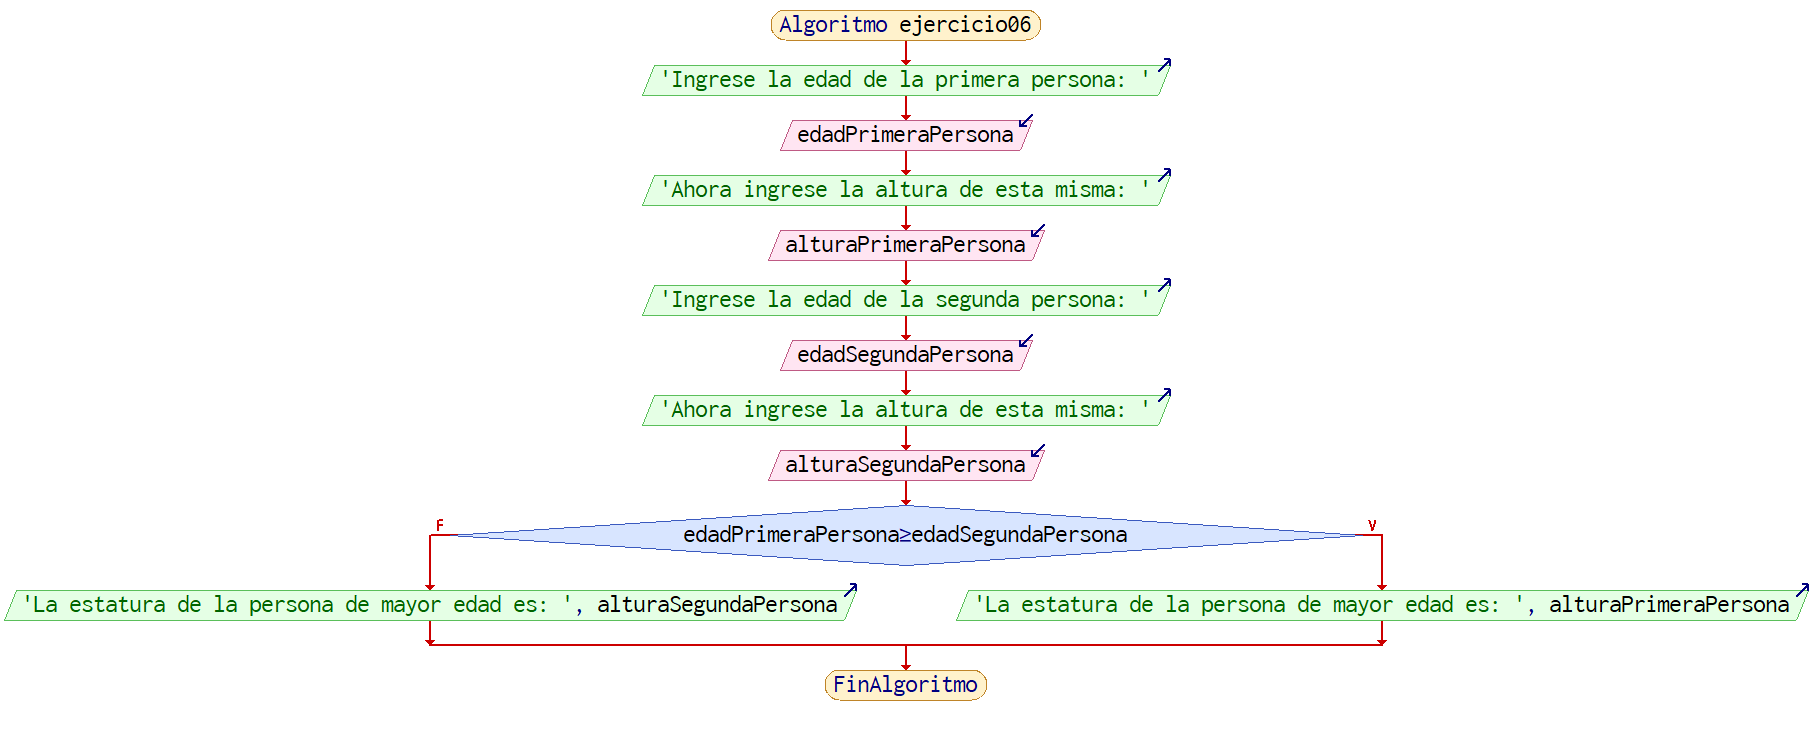 Algoritmo ejercicio06
'Ingrese la edad de la primera persona: '
edadPrimeraPersona
'Ahora ingrese la altura de esta misma: '
alturaPrimeraPersona
'Ingrese la edad de la segunda persona: '
edadSegundaPersona
'Ahora ingrese la altura de esta misma: '
alturaSegundaPersona
edadPrimeraPersona≥edadSegundaPersona
F
V
'La estatura de la persona de mayor edad es: ', alturaSegundaPersona
'La estatura de la persona de mayor edad es: ', alturaPrimeraPersona
FinAlgoritmo